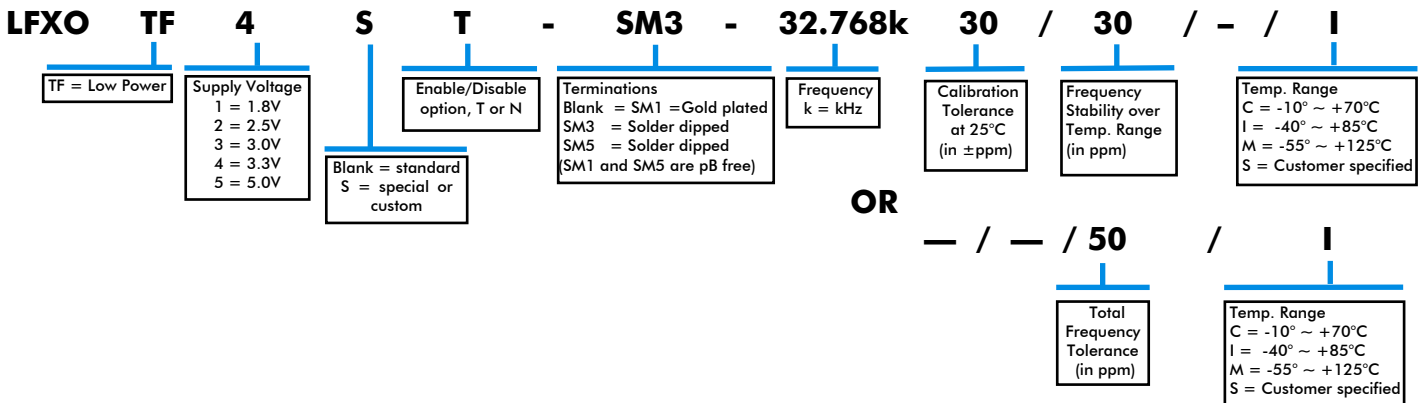 LFXO TF 4 S T - SM3 - 32.768k 30 / 30 / – / I
TF = Low Power
Supply Voltage
1 = 1.8V
2 = 2.5V
3 = 3.0V
4 = 3.3V
5 = 5.0V
Blank = standard
S = special or
custom
Enable/Disable
option, T or N
Terminations
Blank = SM1 =Gold plated
SM3 = Solder dipped
SM5 = Solder dipped
(SM1 and SM5 are pB free)
Frequency
k = kHz
Calibration
Tolerance
at 25°C
(in ±ppm)
Frequency
Stability over
Temp. Range
(in ppm)
Temp. Range
C = -10° ~ +70°C
I = -40° ~ +85°C
M = -55° ~ +125°C
S = Customer specified
OR
— / — / 50 / I
Total
Frequency
Tolerance
(in ppm)
Temp. Range
C = -10° ~ +70°C
I = -40° ~ +85°C
M = -55° ~ +125°C
S = Customer specified